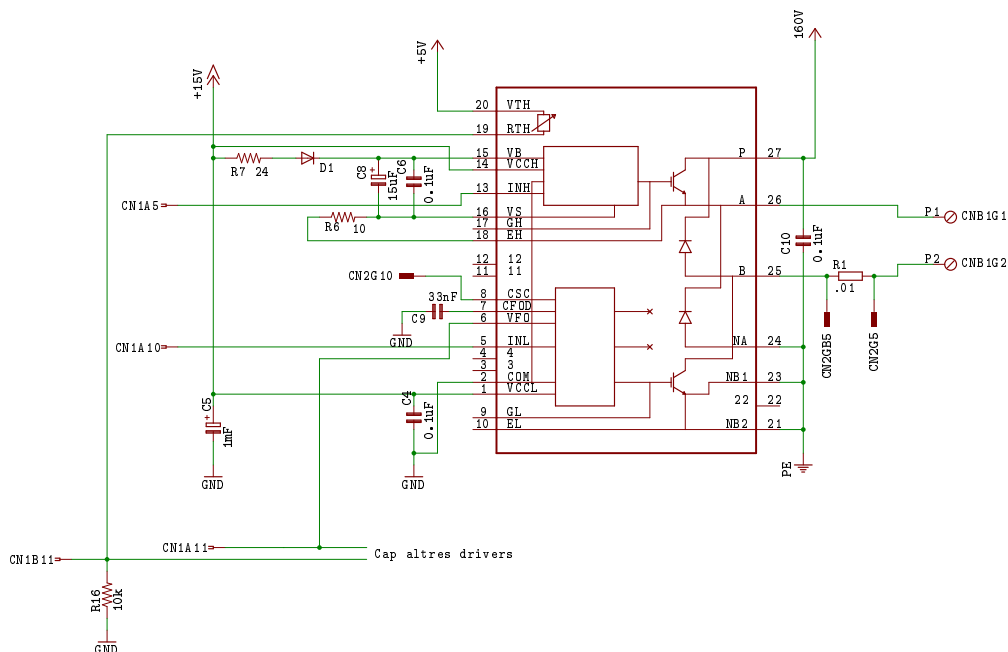 160V
+5V
+15V
20 VTH
19 RTH
15 VB
14 VCCH
13 INH
16 VS
17 GH
18 EH
12 12
11 11
8 CSC
7 CFOD
6 VFO
5 INL
4 4
3 3
2 COM
1 VCCL
9 GL
10 EL
P 27
A 26
B 25
NA 24
NB1 23
22 22
NB2 21
R7 24
D1
C8 + 15uF
C6 0.1uF
CN1A5
R6 10
CN2G10
33nF
C9
GND
CN1A10
C5 + 1mF
GND
C4 0.1uF
GND
C10 0.1uF
P1 CNB1G1
P2 CNB1G2
R1
.01
CN2GB5
CN2G5
PE
CN1A11
Cap altres drivers
CN1B11
R16 10k
GND